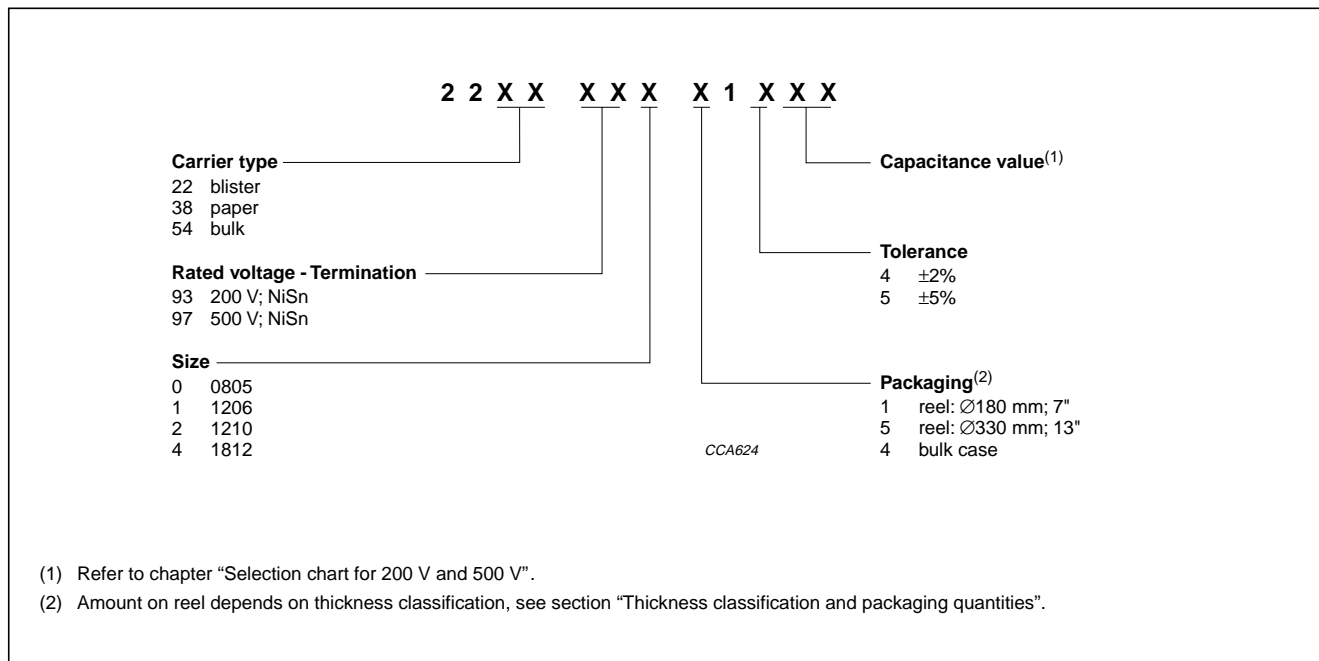 2 2 X X X X X X 1 X X X
Carrier type
22 blister
38 paper
54 bulk
Rated voltage - Termination
93 200 V; NiSn
97 500 V; NiSn
Size
0 0805
1 1206
2 1210
4 1812
Capacitance value(1)
Tolerance
4 ±2%
5 ±5%
Packaging(2)
1 reel: ∅180 mm; 7"
5 reel: ∅330 mm; 13"
4 bulk case
CCA624
(1) Refer to chapter “Selection chart for 200 V and 500 V”.
(2) Amount on reel depends on thickness classification, see section “Thickness classification and packaging quantities”.